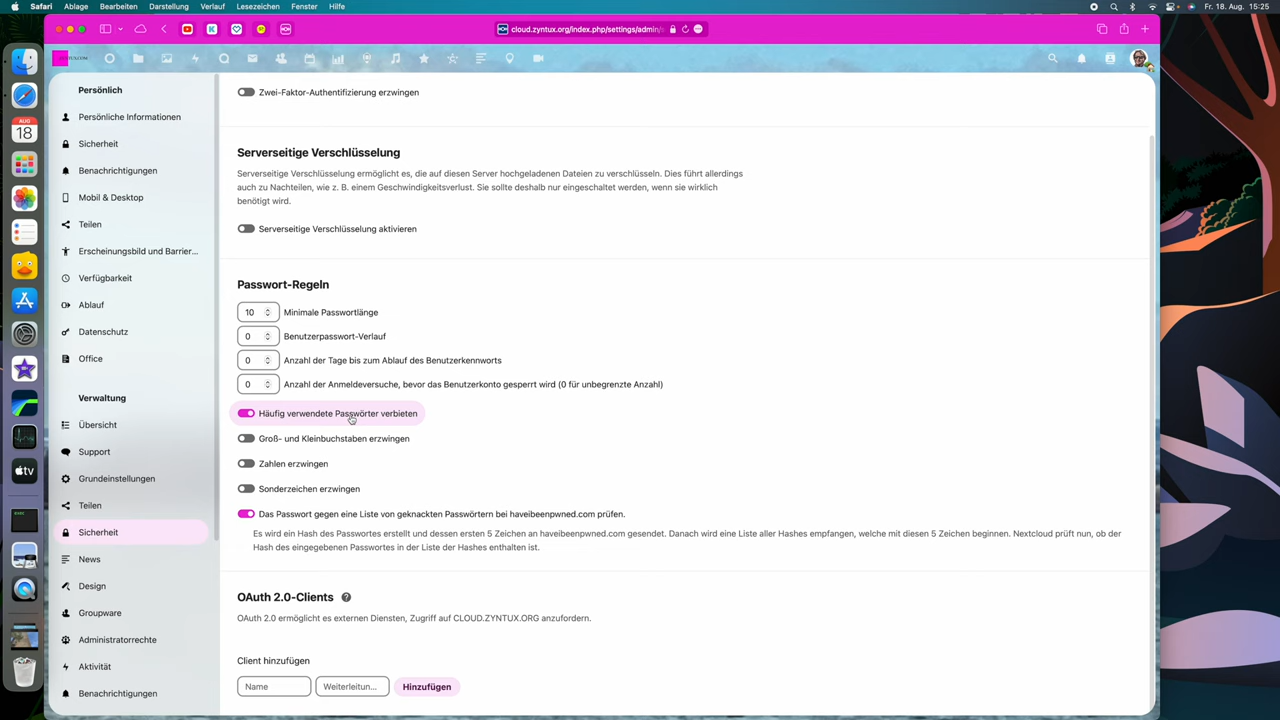 Safari Ablage Bearbeiten Darstellung Verlauf Lesezeichen Fenster Hilfe
Fr. 18. Aug. 15:25
cloud.zyntux.org/index.php/settings/admin/
Persönlich
Persönliche Informationen
Sicherheit
Benachrichtigungen
Mobil & Desktop
Teilen
Erscheinungsbild und Barrier...
Verfügbarkeit
Ablauf
Datenschutz
Office
Verwaltung
Übersicht
Support
Grundeinstellungen
Teilen
Sicherheit
News
Design
Groupware
Administratorrechte
Aktivität
Benachrichtigungen
AUG
18
tv
Zwei-Faktor-Authentifizierung erzwingen
Serverseitige Verschlüsselung
Serverseitige Verschlüsselung ermöglicht es, die auf diesen Server hochgeladenen Dateien zu verschlüsseln. Dies führt allerdings
auch zu Nachteilen, wie z. B. einem Geschwindigkeitsverlust. Sie sollte deshalb nur eingeschaltet werden, wenn sie wirklich
benötigt wird.
Serverseitige Verschlüsselung aktivieren
Passwort-Regeln
10 Minimale Passwortlänge
0 Benutzerpasswort-Verlauf
0 Anzahl der Tage bis zum Ablauf des Benutzerkennworts
0 Anzahl der Anmeldeversuche, bevor das Benutzerkonto gesperrt wird (0 für unbegrenzte Anzahl)
Häufig verwendete Passwörter verbieten
Groß- und Kleinbuchstaben erzwingen
Zahlen erzwingen
Sonderzeichen erzwingen
Das Passwort gegen eine Liste von geknackten Passwörtern bei haveibeenpwned.com prüfen.
Es wird ein Hash des Passwortes erstellt und dessen ersten 5 Zeichen an haveibeenpwned.com gesendet. Danach wird eine Liste aller Hashes empfangen, welche mit diesen 5 Zeichen beginnen. Nextcloud prüft nun, ob der
Hash des eingegebenen Passwortes in der Liste der Hashes enthalten ist.
OAuth 2.0-Clients
OAuth 2.0 ermöglicht es externen Diensten, Zugriff auf CLOUD.ZYNTUX.ORG anzufordern.
Client hinzufügen
Name Weiterleitun... Hinzufügen